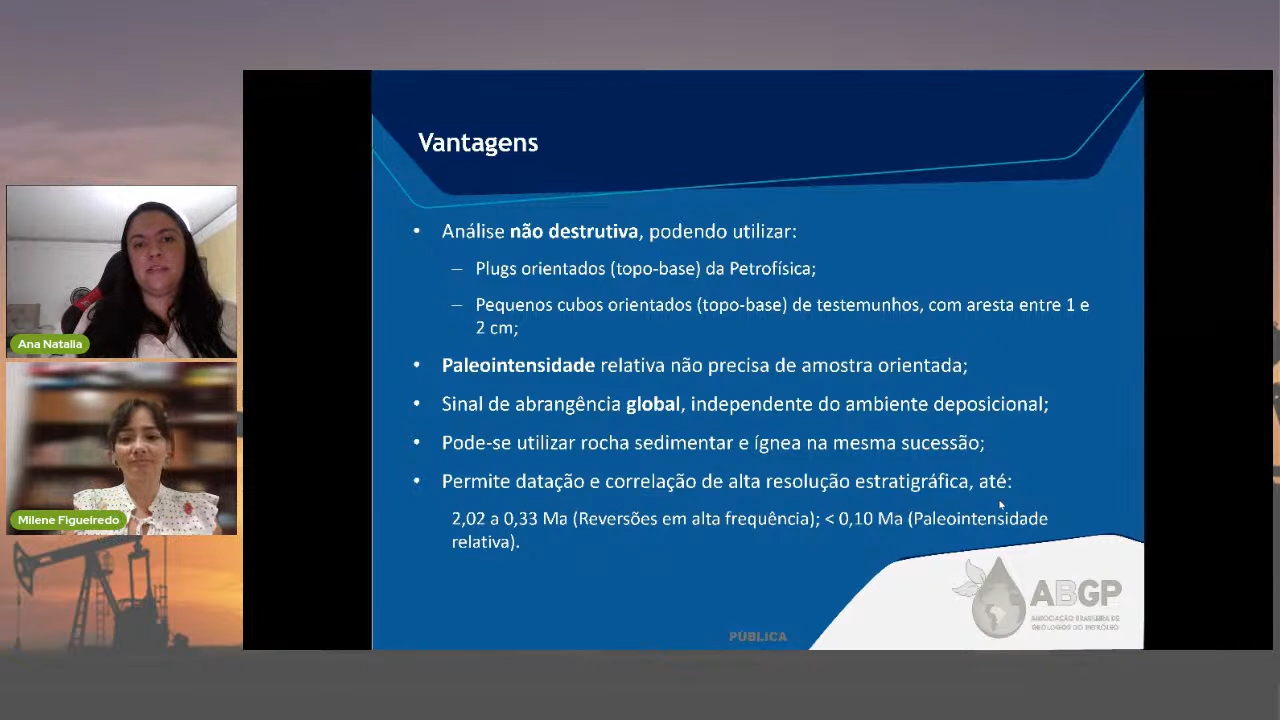 Vantagens
• Análise não destrutiva, podendo utilizar:
– Plugs orientados (topo-base) da Petrofísica;
– Pequenos cubos orientados (topo-base) de testemunhos, com aresta entre 1 e
2 cm;
• Paleointensidade relativa não precisa de amostra orientada;
• Sinal de abrangência global, independente do ambiente deposicional;
• Pode-se utilizar rocha sedimentar e ígnea na mesma sucessão;
• Permite datação e correlação de alta resolução estratigráfica, até:
2,02 a 0,33 Ma (Reversões em alta frequência); < 0,10 Ma (Paleointensidade
relativa).
Ana Natalia
Milene Figueiredo
ABGP
ASSOCIAÇÃO BRASILEIRA DE
GEÓLOGOS DO PETRÓLEO
PÚBLICA